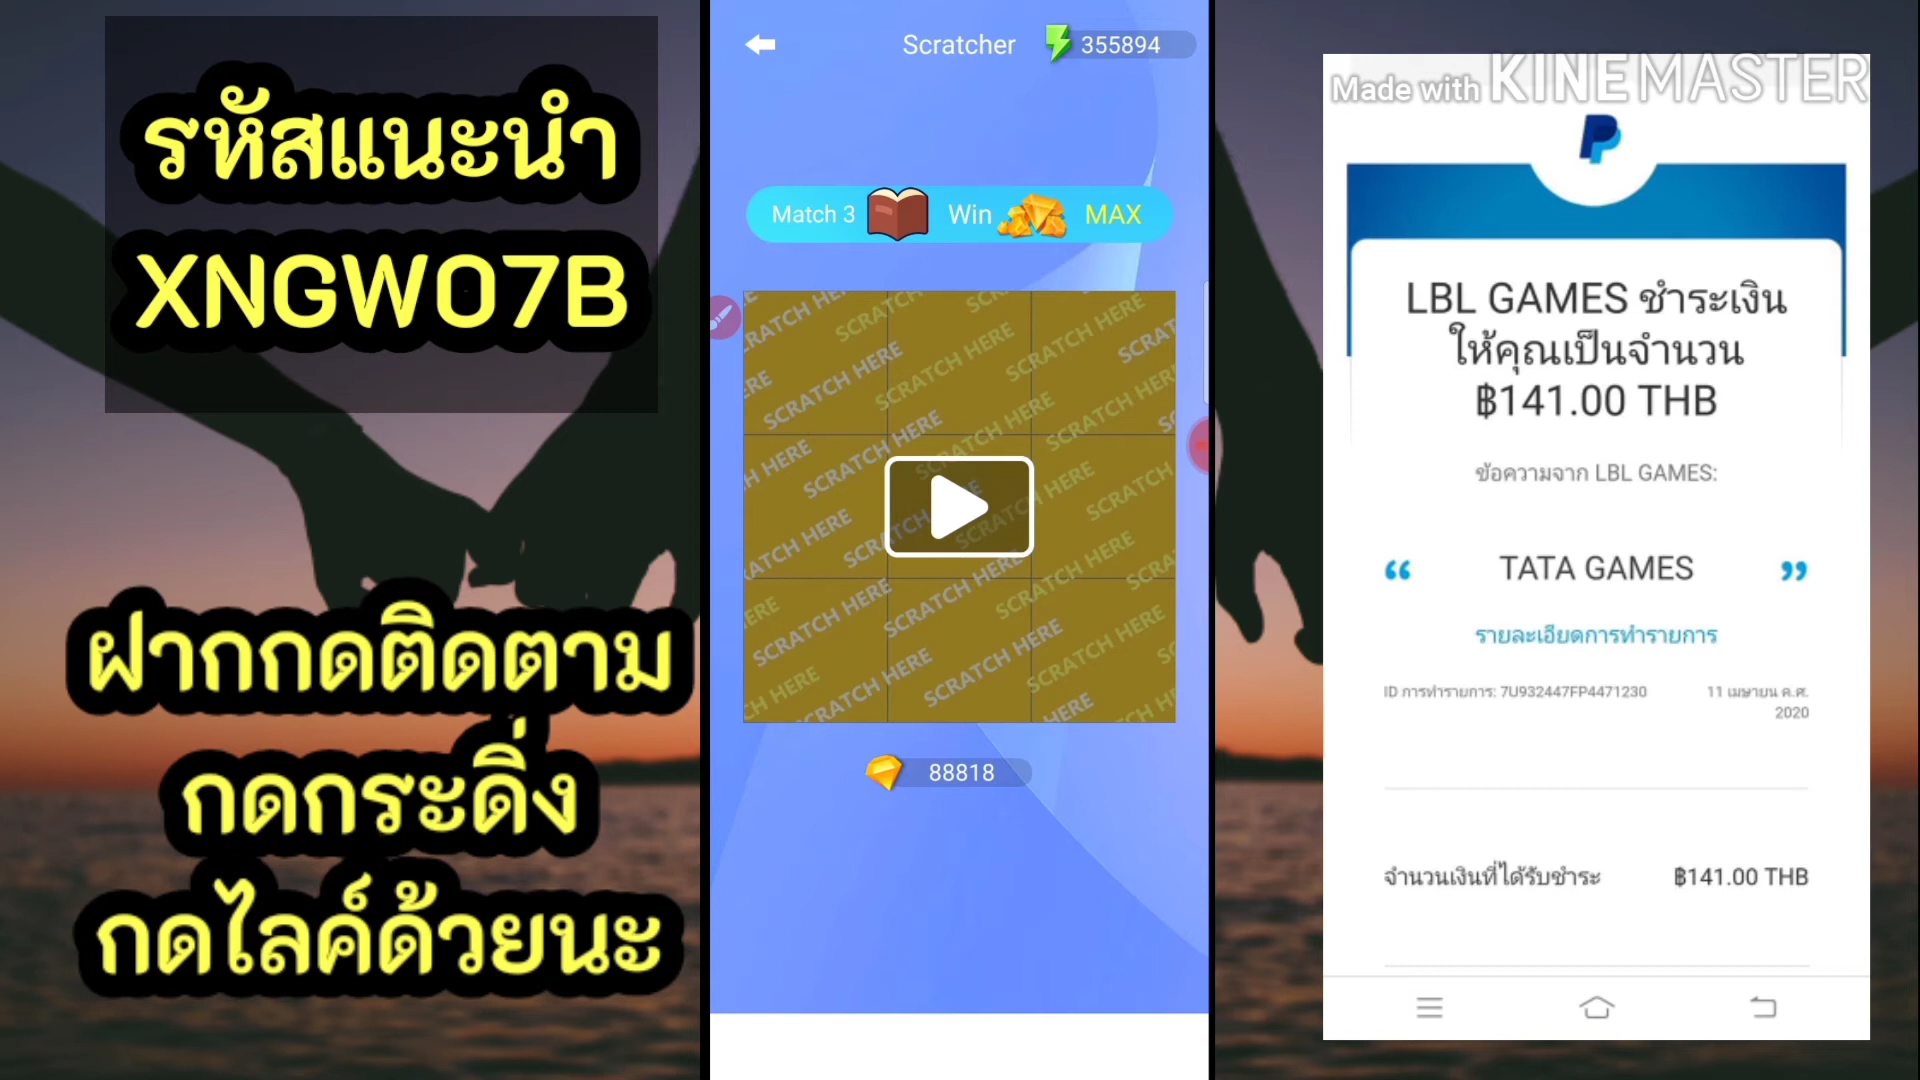 รหัสแนะนำ
XNGW07B
ฝากกดติดตาม
กดกระดิ่ง
กดไลค์ด้วยนะ
Scratcher
355894
Match 3 Win MAX
SCRATCH HERE
88818
Made with KINEMASTER
LBL GAMES ชำระเงิน
ให้คุณเป็นจำนวน
฿141.00 THB
ข้อความจาก LBL GAMES:
“ TATA GAMES ”
รายละเอียดการทำรายการ
ID การทำรายการ: 7U932447FP4471230
11 เมษายน ค.ศ.
2020
จำนวนเงินที่ได้รับชำระ ฿141.00 THB